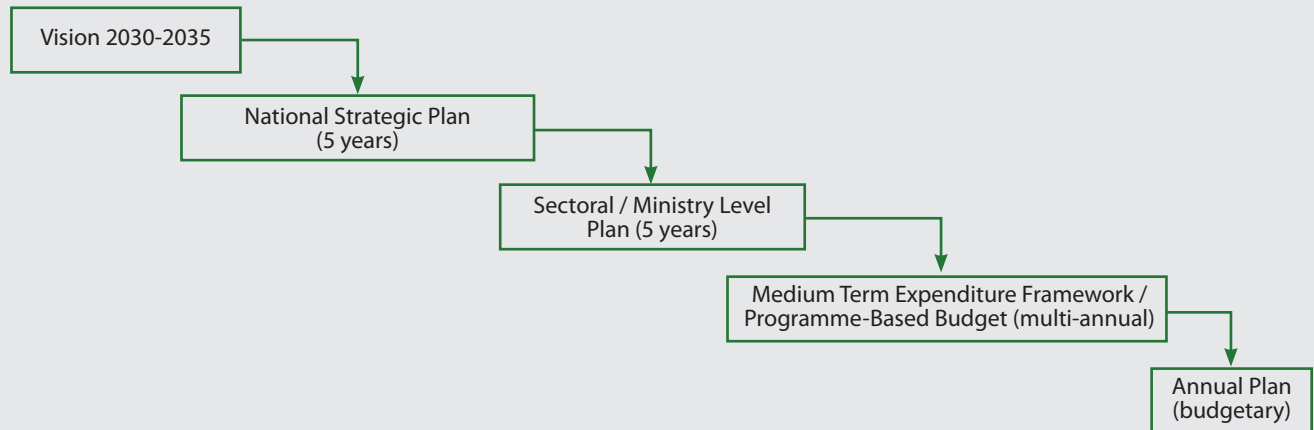 Vision 2030-2035
National Strategic Plan
(5 years)
Sectoral / Ministry Level
Plan (5 years)
Medium Term Expenditure Framework /
Programme-Based Budget (multi-annual)
Annual Plan
(budgetary)